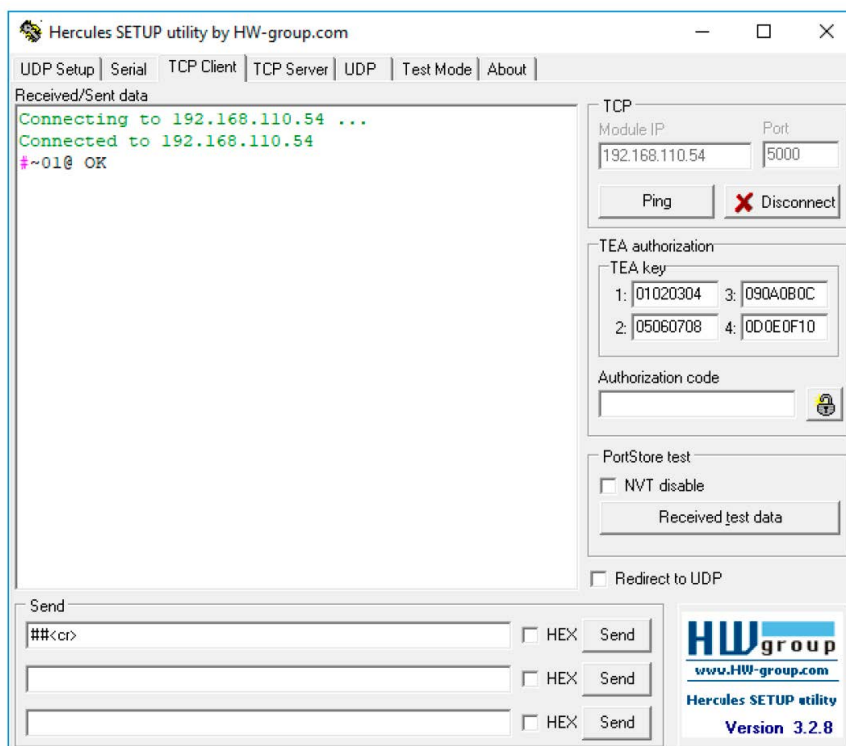 Hercules SETUP utility by HW-group.com
UDP Setup Serial TCP Client TCP Server UDP Test Mode About
Received/Sent data
Connecting to 192.168.110.54 ...
Connected to 192.168.110.54
#~01@ OK
TCP
Module IP Port
192.168.110.54 5000
Ping Disconnect
TEA authorization
TEA key
1: 01020304 3: 090A0B0C
2: 05060708 4: 0D0E0F10
Authorization code
PortStore test
NVT disable
Received test data
Redirect to UDP
Send
##<cr> HEX Send
HEX Send
HEX Send
HW group
www.HW-group.com
Hercules SETUP utility
Version 3.2.8